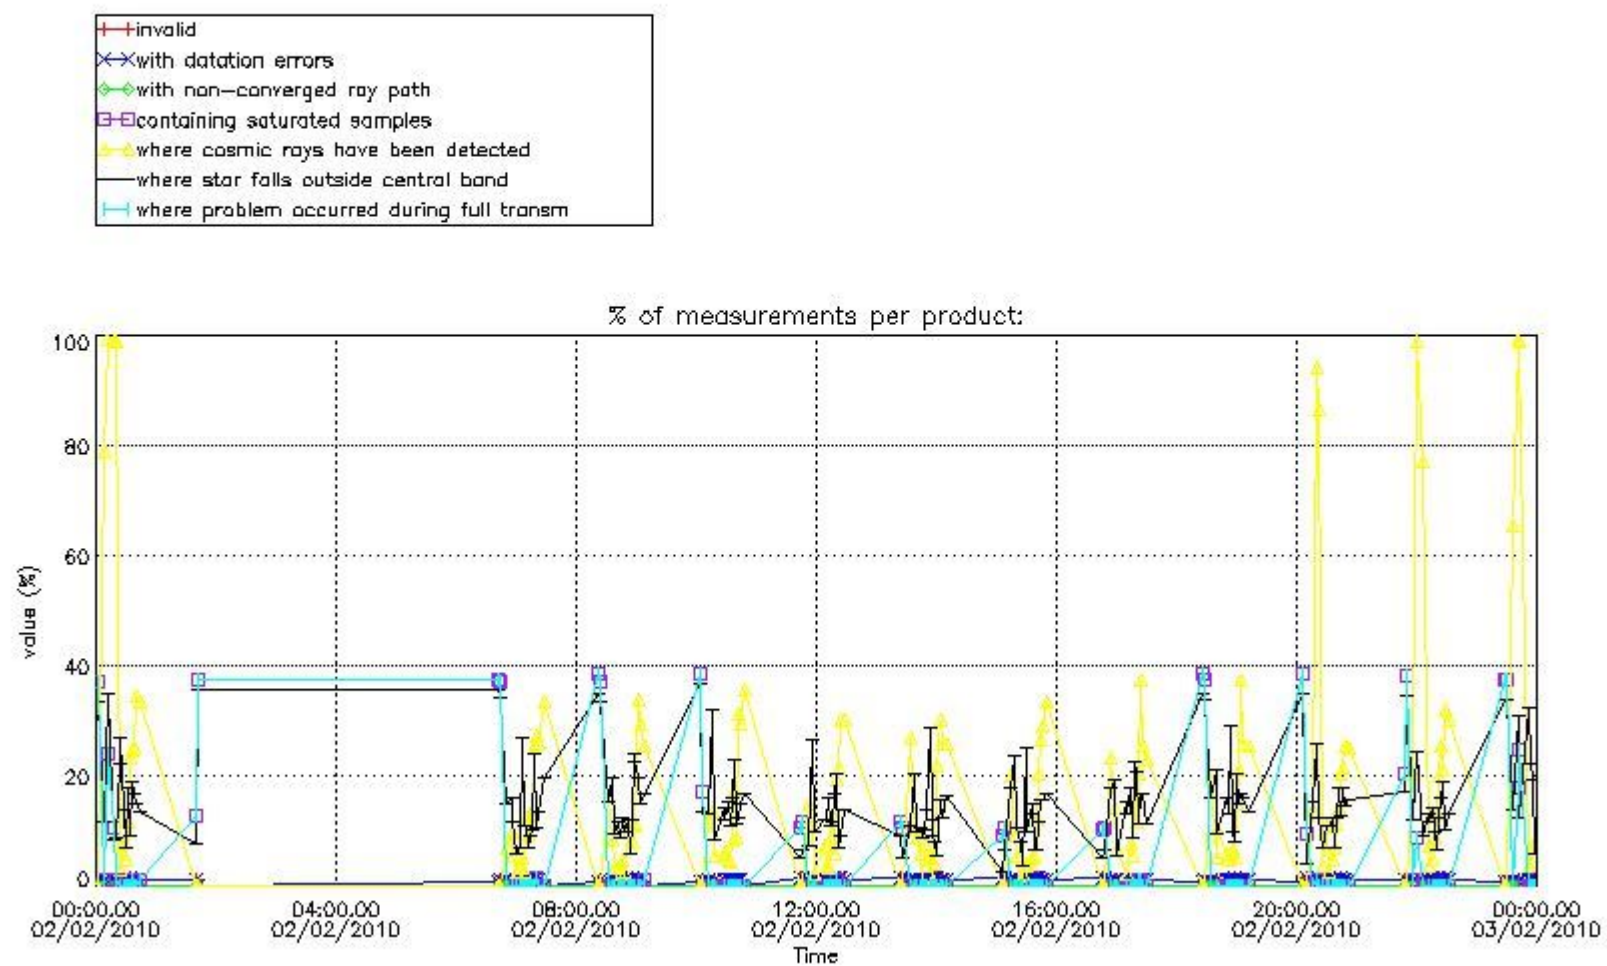 invalid
with datation errors
with non-converged ray path
containing saturated samples
where cosmic rays have been detected
where star falls outside central band
where problem occurred during full transm
% of measurements per product:
100
80
60
40
20
0
value (%)
00:00.00 04:00.00 08:00.00 12:00.00 16:00.00 20:00.00 00:00.00
02/02/2010 02/02/2010 02/02/2010 02/02/2010 02/02/2010 02/02/2010 03/02/2010
Time